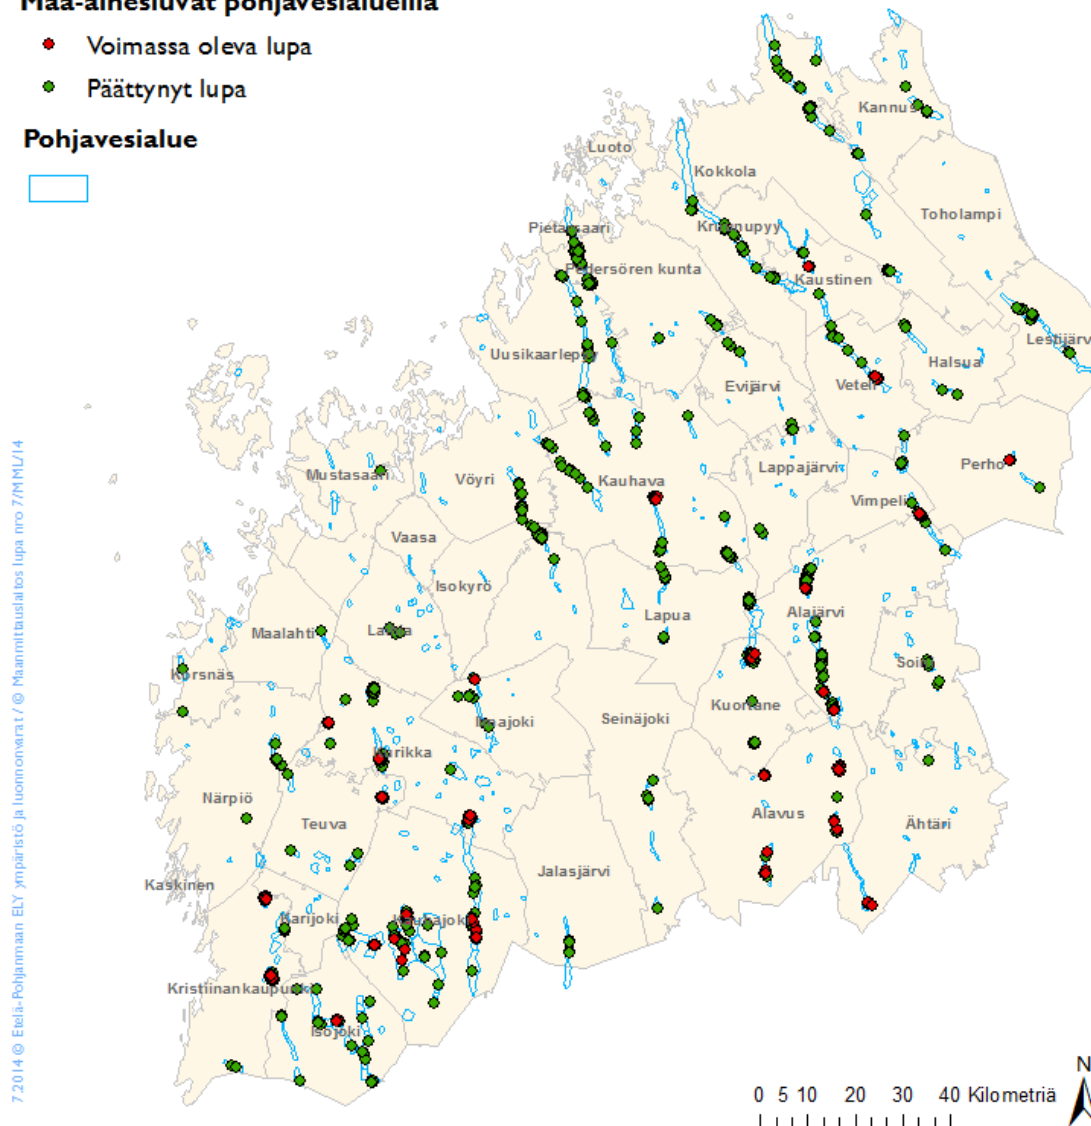 Maa-ainesluvat pohjavesialueilla
Voimassa oleva lupa
Päättynyt lupa
Pohjavesialue
Kannus
Luoto
Kokkola
Toholampi
Pietarsaari
Kruunupyy
Pedersören kunta
Kaustinen
Lestijärvi
Uusikaarlepyy
Halsua
Evijärvi
Veteli
Mustasaari
Vöyri
Kauhava
Lappajärvi
Perho
Vimpeli
Vaasa
Isokyrö
Lapua
Alajärvi
Maalahti
Laihia
Soini
Korsnäs
Kuortane
Ilmajoki
Seinäjoki
Kurikka
Närpiö
Teuva
Alavus
Ähtäri
Kaskinen
Jalasjärvi
Karijoki
Kauhajoki
Kristiinankaupunki
Isojoki
7.2014 © Etelä-Pohjanmaan ELY ympäristö ja luonnonvarat / © Maanmittauslaitos lupa nro 7/MML/14
N
0 5 10 20 30 40 Kilometriä